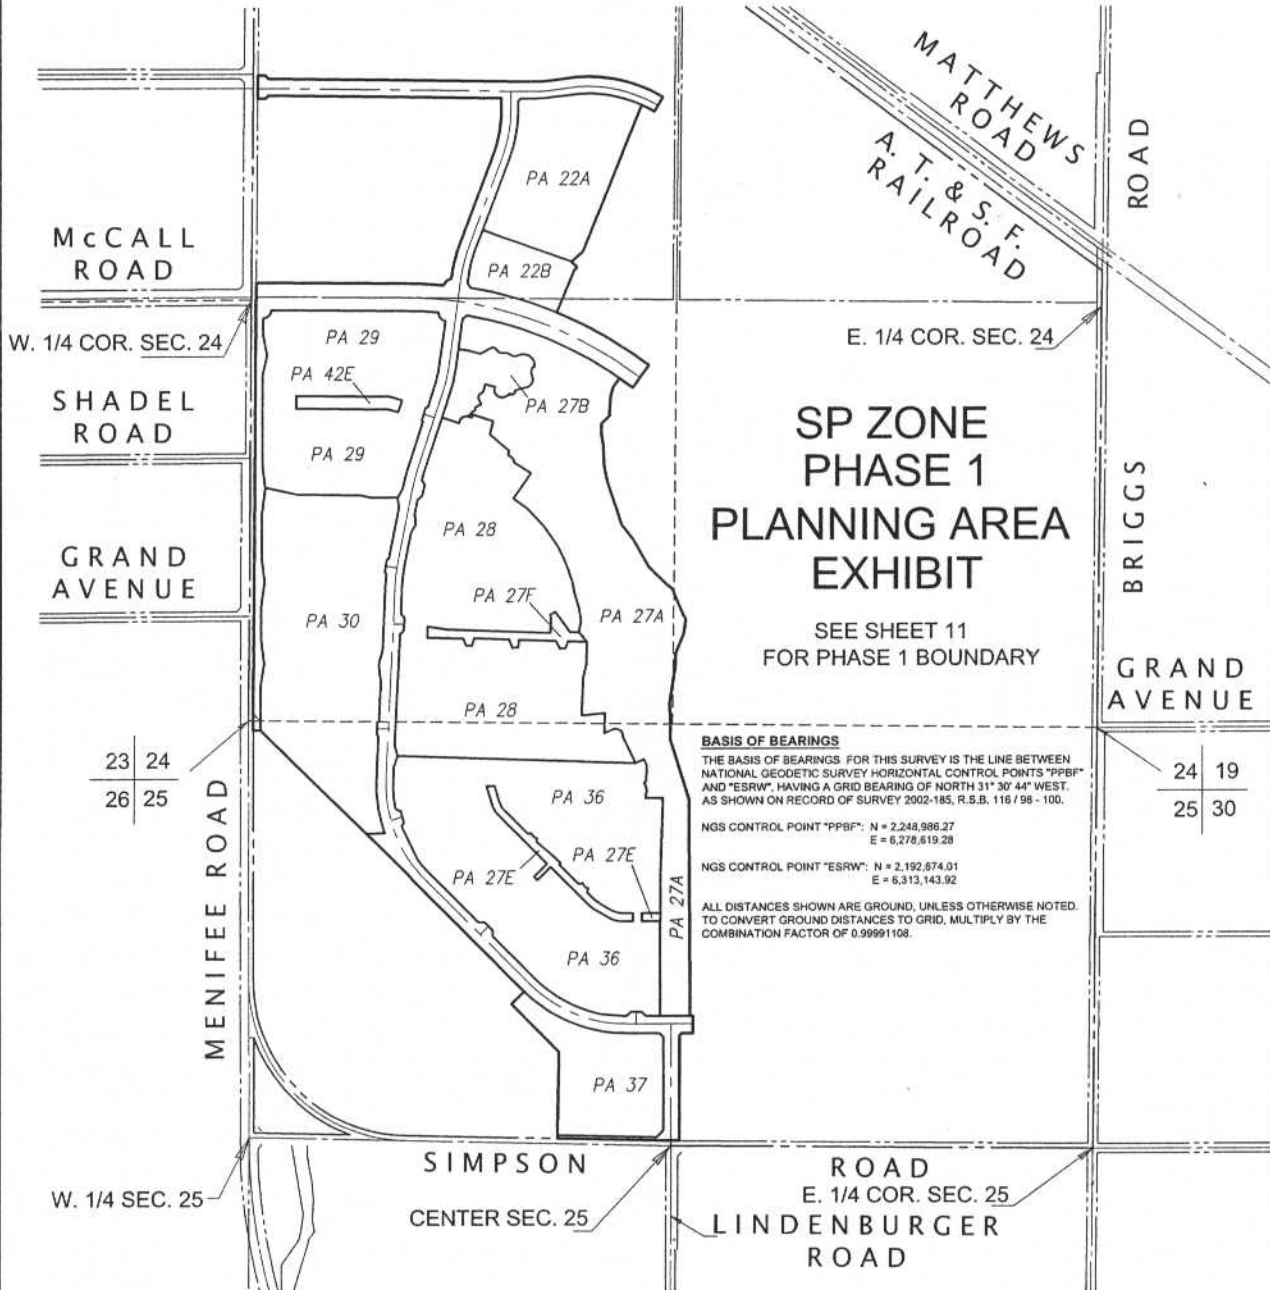 MATTHEWS
ROAD
A. T. & S. F.
RAILROAD
ROAD
PA 22A
McCALL
ROAD
PA 22B
W. 1/4 COR. SEC. 24
E. 1/4 COR. SEC. 24
PA 29
PA 42E
PA 27B
SHADEL
ROAD
PA 29
SP ZONE
PHASE 1
PLANNING AREA
EXHIBIT
BRIGGS
PA 28
GRAND
AVENUE
PA 27F
PA 27A
PA 30
SEE SHEET 11
FOR PHASE 1 BOUNDARY
GRAND
AVENUE
PA 28
23 24
26 25
BASIS OF BEARINGS
THE BASIS OF BEARINGS FOR THIS SURVEY IS THE LINE BETWEEN
NATIONAL GEODETIC SURVEY HORIZONTAL CONTROL POINTS "PPBF"
AND "ESRW", HAVING A GRID BEARING OF NORTH 31° 30' 44" WEST.
AS SHOWN ON RECORD OF SURVEY 2002-185, R.S.B. 116 / 98 - 100.
NGS CONTROL POINT "PPBF": N = 2,248,986.27
E = 6,278,619.28
NGS CONTROL POINT "ESRW": N = 2,192,674.01
E = 6,313,143.92
ALL DISTANCES SHOWN ARE GROUND, UNLESS OTHERWISE NOTED.
TO CONVERT GROUND DISTANCES TO GRID, MULTIPLY BY THE
COMBINATION FACTOR OF 0.99991108.
24 19
25 30
MENIFEE ROAD
PA 36
PA 27E
PA 27E
PA 27A
PA 36
PA 37
SIMPSON
ROAD
W. 1/4 SEC. 25
CENTER SEC. 25
E. 1/4 COR. SEC. 25
LINDENBURGER
ROAD